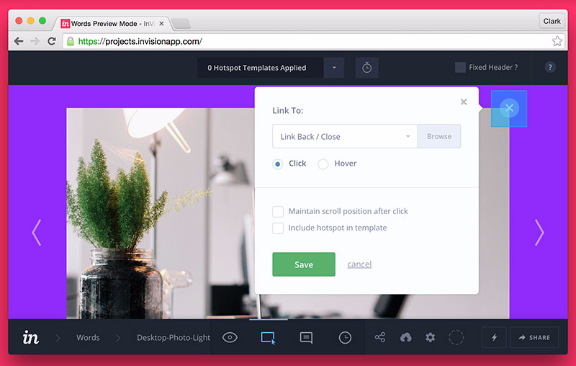 in Words Preview Mode - InVi
Clark
https://projects.invisionapp.com/
0 Hotspot Templates Applied
Fixed Header ?
?
Link To:
Link Back / Close
Browse
Click
Hover
Maintain scroll position after click
Include hotspot in template
Save
cancel
in
Words
Desktop-Photo-Light
SHARE